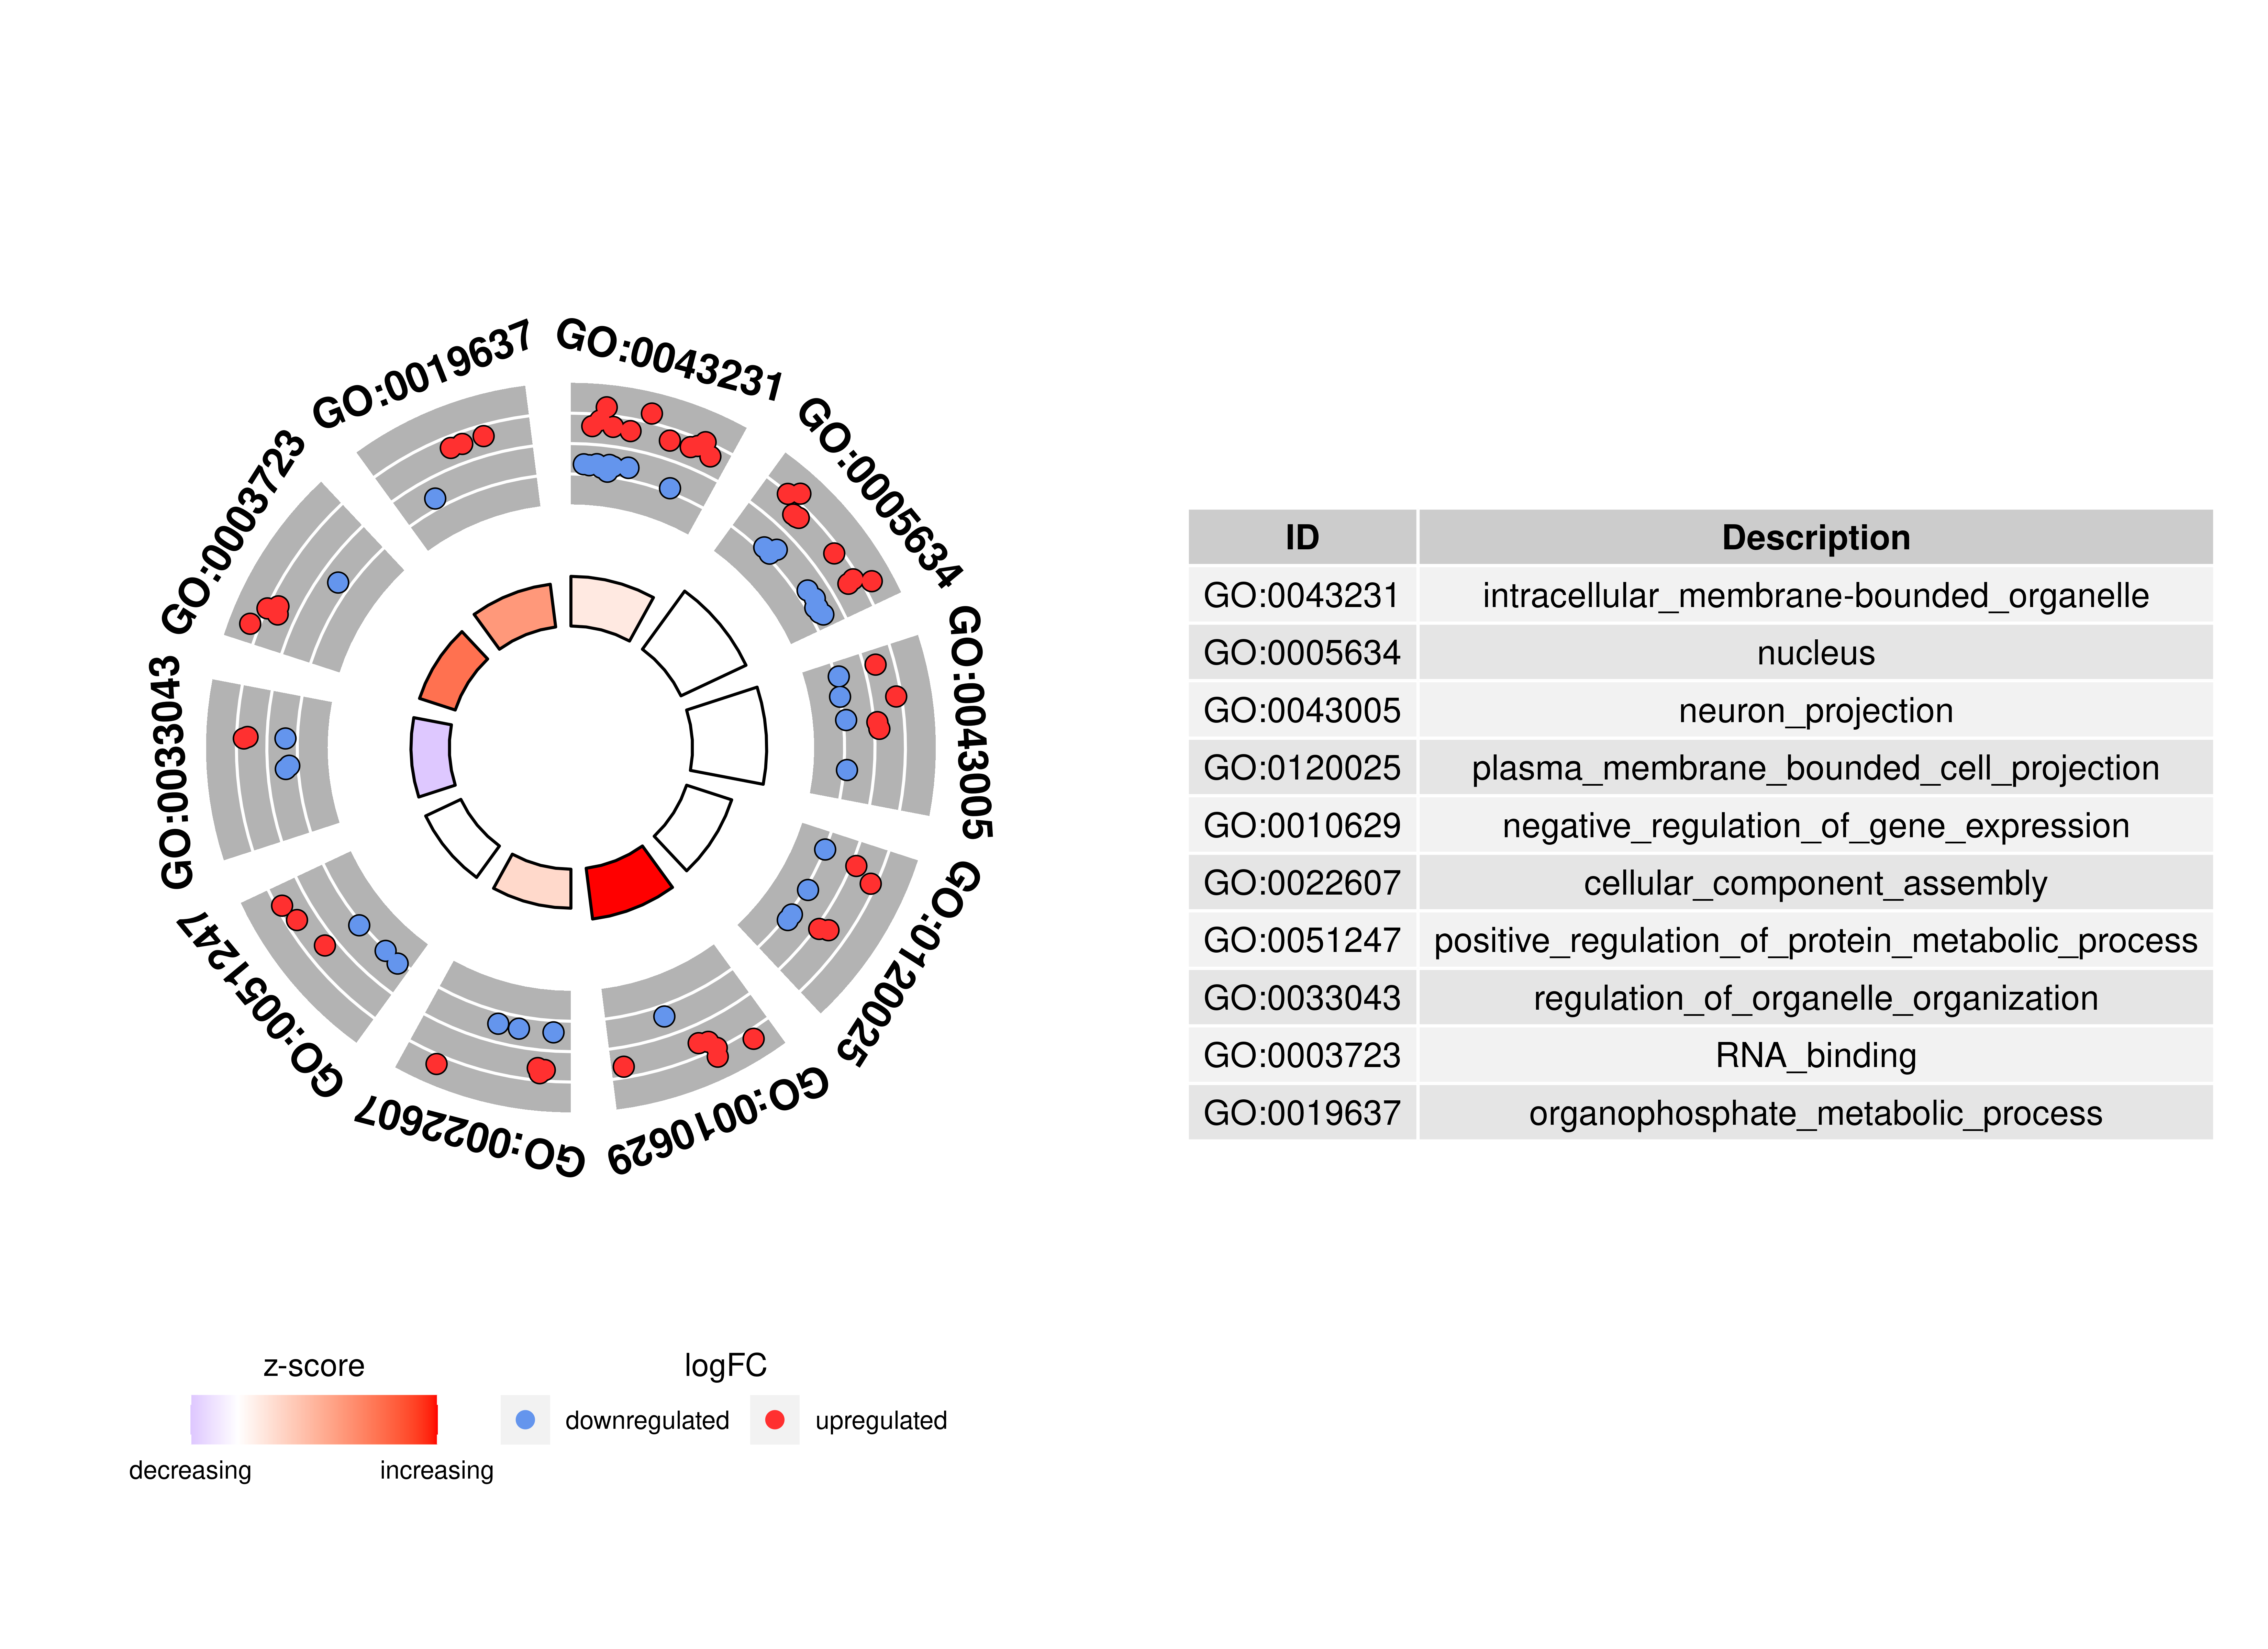 GO:0043231
GO:0005634
GO:0043005
GO:0120025
GO:0010629
GO:0022607
GO:0051247
GO:0033043
GO:0003723
GO:0019637
ID Description
GO:0043231 intracellular_membrane-bounded_organelle
GO:0005634 nucleus
GO:0043005 neuron_projection
GO:0120025 plasma_membrane_bounded_cell_projection
GO:0010629 negative_regulation_of_gene_expression
GO:0022607 cellular_component_assembly
GO:0051247 positive_regulation_of_protein_metabolic_process
GO:0033043 regulation_of_organelle_organization
GO:0003723 RNA_binding
GO:0019637 organophosphate_metabolic_process
z-score
decreasing increasing
logFC
downregulated upregulated